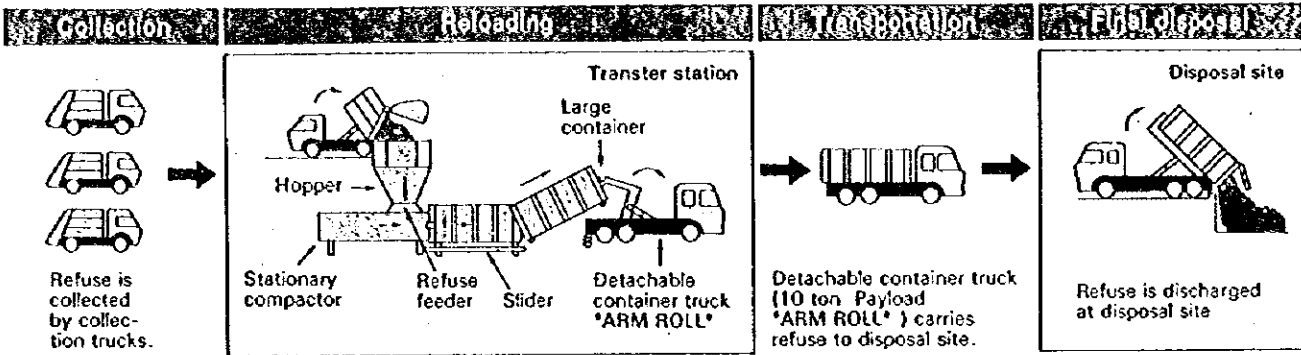 Collection
Reloading
Transportation
Final disposal
Transfer station
Disposal site
Large
container
Hopper
Stationary
compactor
Refuse
feeder
Slider
Detachable
container truck
"ARM ROLL"
Refuse is
collected
by collec-
tion trucks.
Detachable container truck
(10 ton Payload
"ARM ROLL" ) carries
refuse to disposal site.
Refuse is discharged
at disposal site